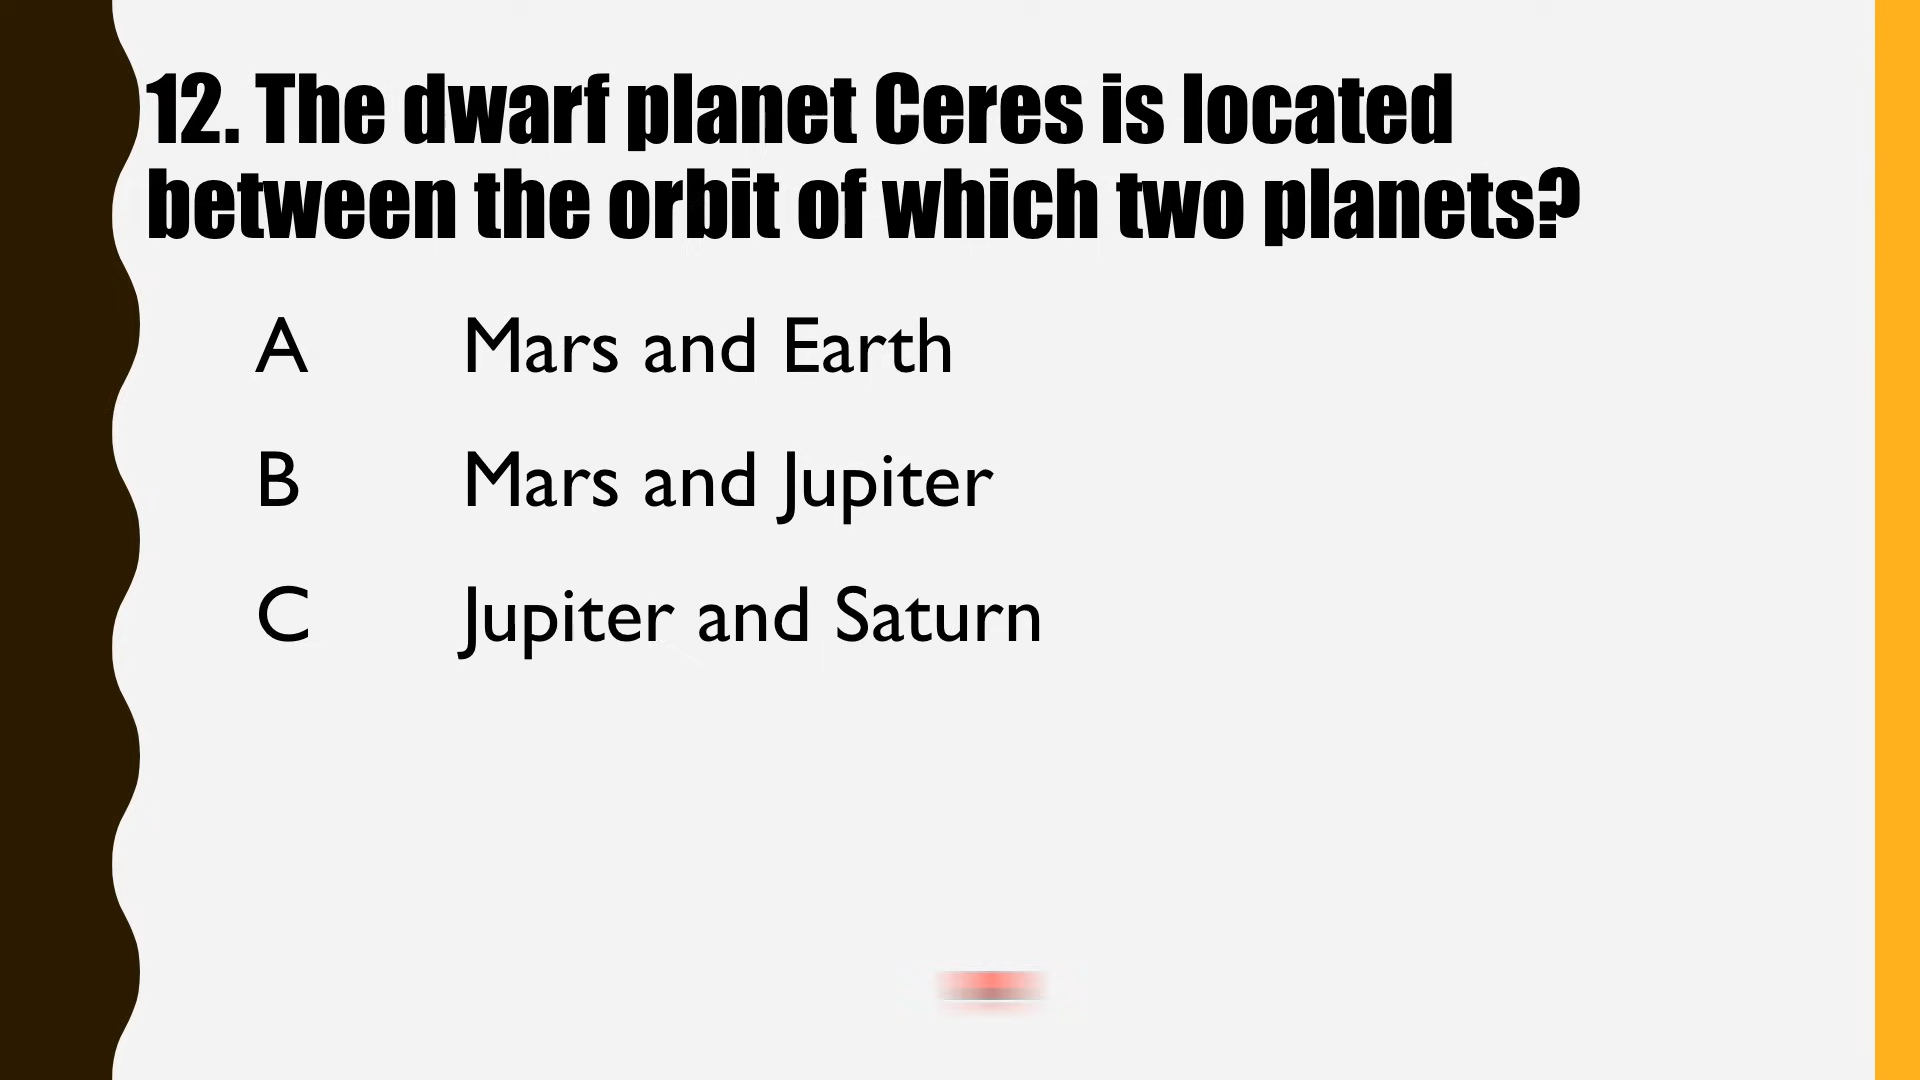 12. The dwarf planet Ceres is located
between the orbit of which two planets?
A Mars and Earth
B Mars and Jupiter
C Jupiter and Saturn